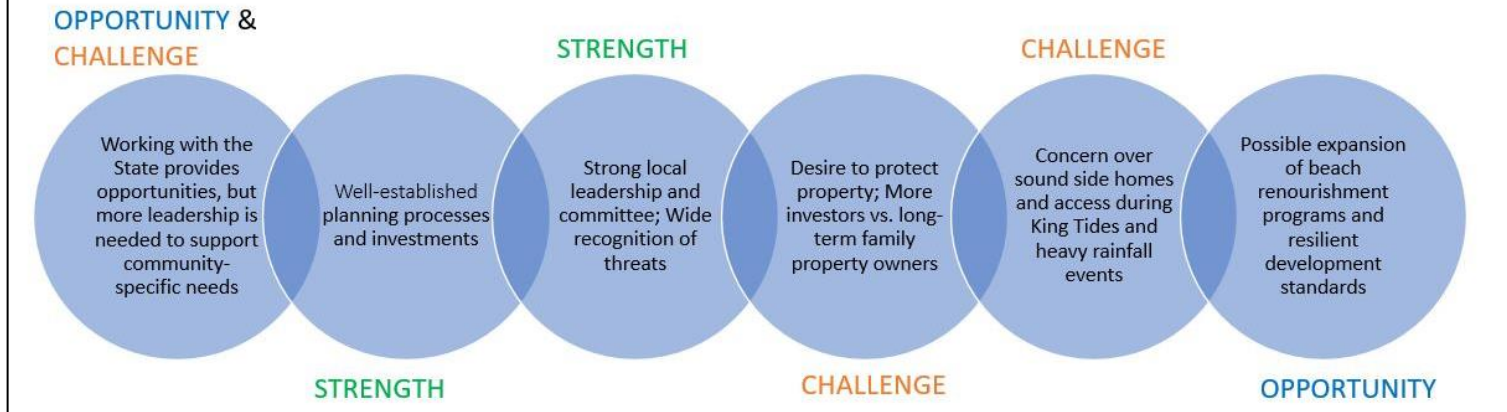 OPPORTUNITY &
CHALLENGE
Working with the
State provides
opportunities, but
more leadership is
needed to support
community-
specific needs
STRENGTH
Well-established
planning processes
and investments
STRENGTH
Strong local
leadership and
committee; Wide
recognition of
threats
CHALLENGE
Desire to protect
property; More
investors vs. long-
term family
property owners
CHALLENGE
Concern over
sound side homes
and access during
King Tides and
heavy rainfall
events
OPPORTUNITY
Possible expansion
of beach
renourishment
programs and
resilient
development
standards